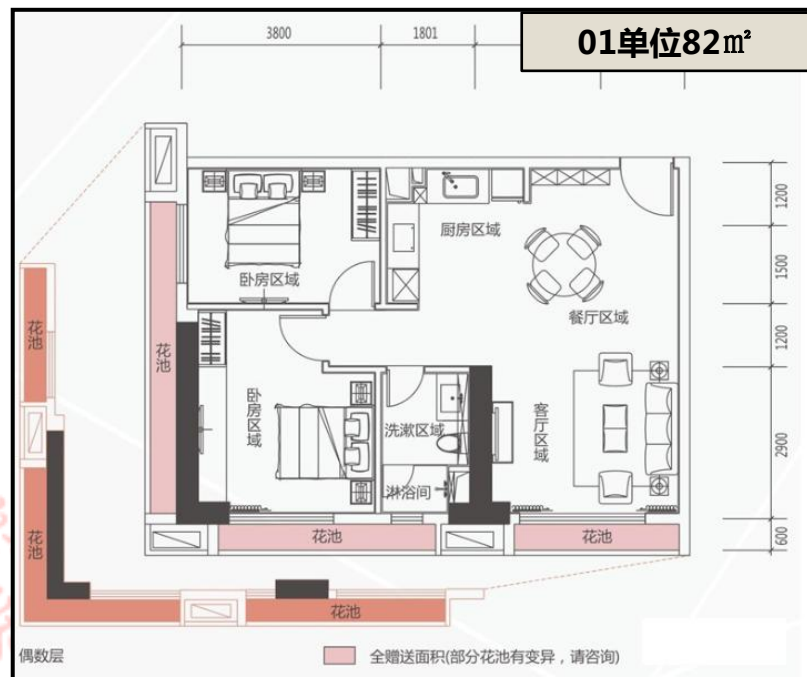 01单位82㎡
3800
1801
1200
卧房区域
厨房区域
1500
餐厅区域
1200
花池
花池
卧房区域
洗漱区域
客厅区域
2900
淋浴间
花池
花池
花池
600
花池
偶数层
全赠送面积(部分花池有变异，请咨询)